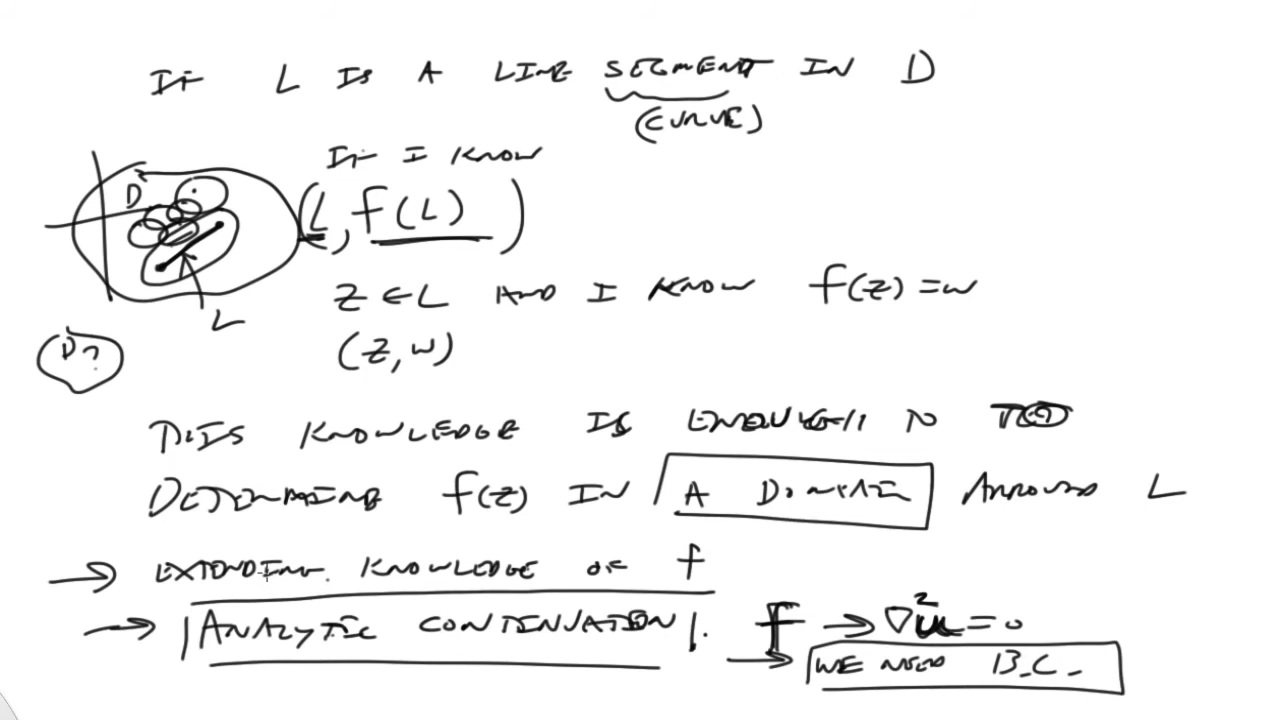 IF L IS A LINE SEGMENT IN D
(CURVE)
IF I KNOW
D
(L, f(L))
Z ∈ L AND I KNOW f(z) = w
L
(z, w)
D?
THIS KNOWLEDGE IS ENOUGH TO
DETERMINE f(z) IN A DOMAIN AROUND L
→ EXTENDING KNOWLEDGE OF f
→ ANALYTIC CONTINUATION. f → ∇²u = 0
→ WE NEED B.C.